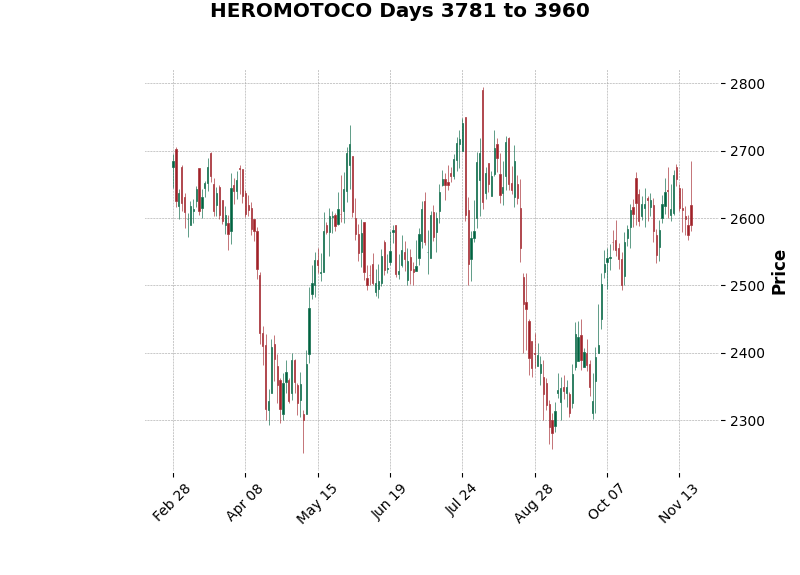 HEROMOTOCO Days 3781 to 3960
2800
2700
2600
2500
2400
2300
Price
Feb 28
Apr 08
May 15
Jun 19
Jul 24
Aug 28
Oct 07
Nov 13